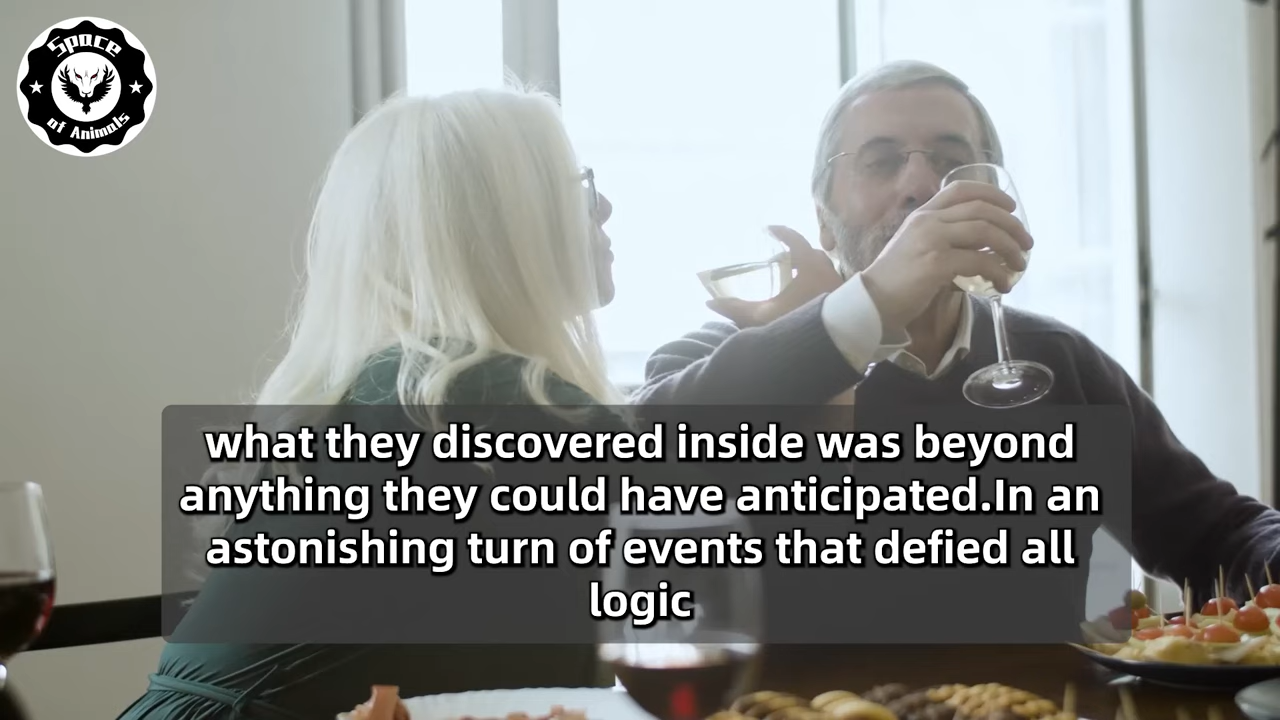 Space
of Animals
what they discovered inside was beyond
anything they could have anticipated.In an
astonishing turn of events that defied all
logic